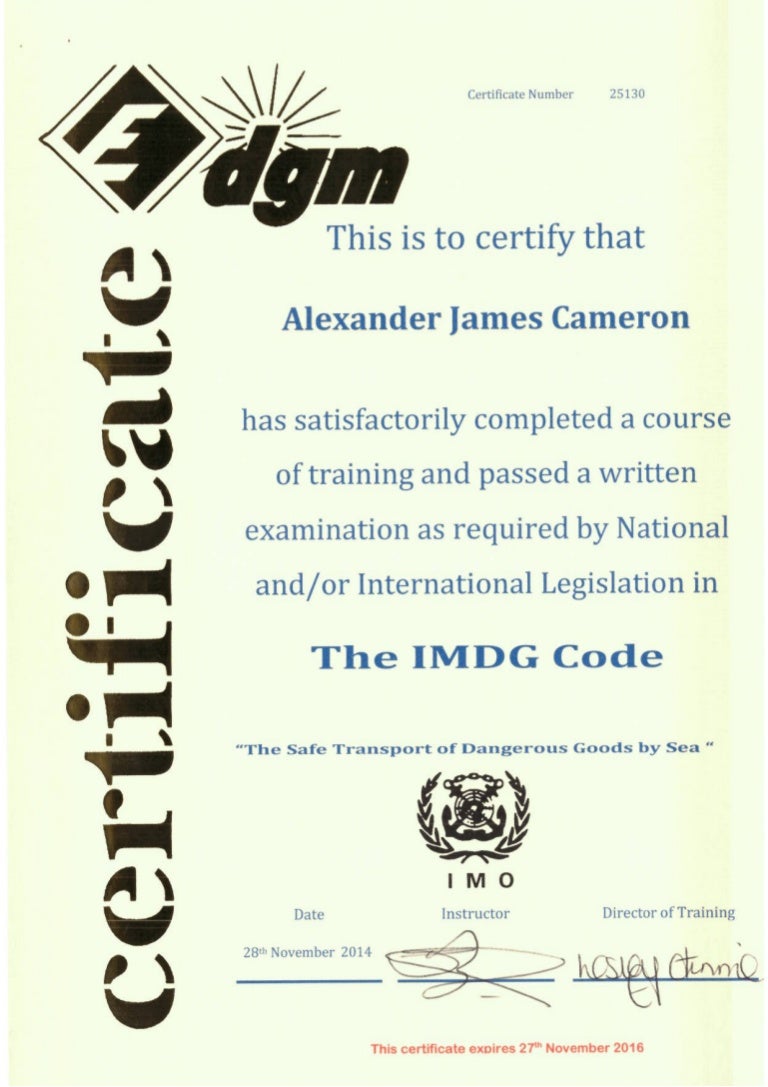 Certificate Number 25130
dgm
certificate
This is to certify that
Alexander James Cameron
has satisfactorily completed a course
of training and passed a written
examination as required by National
and/or International Legislation in
The IMDG Code
"The Safe Transport of Dangerous Goods by Sea "
IMO
Date Instructor Director of Training
28th November 2014
This certificate expires 27th November 2016